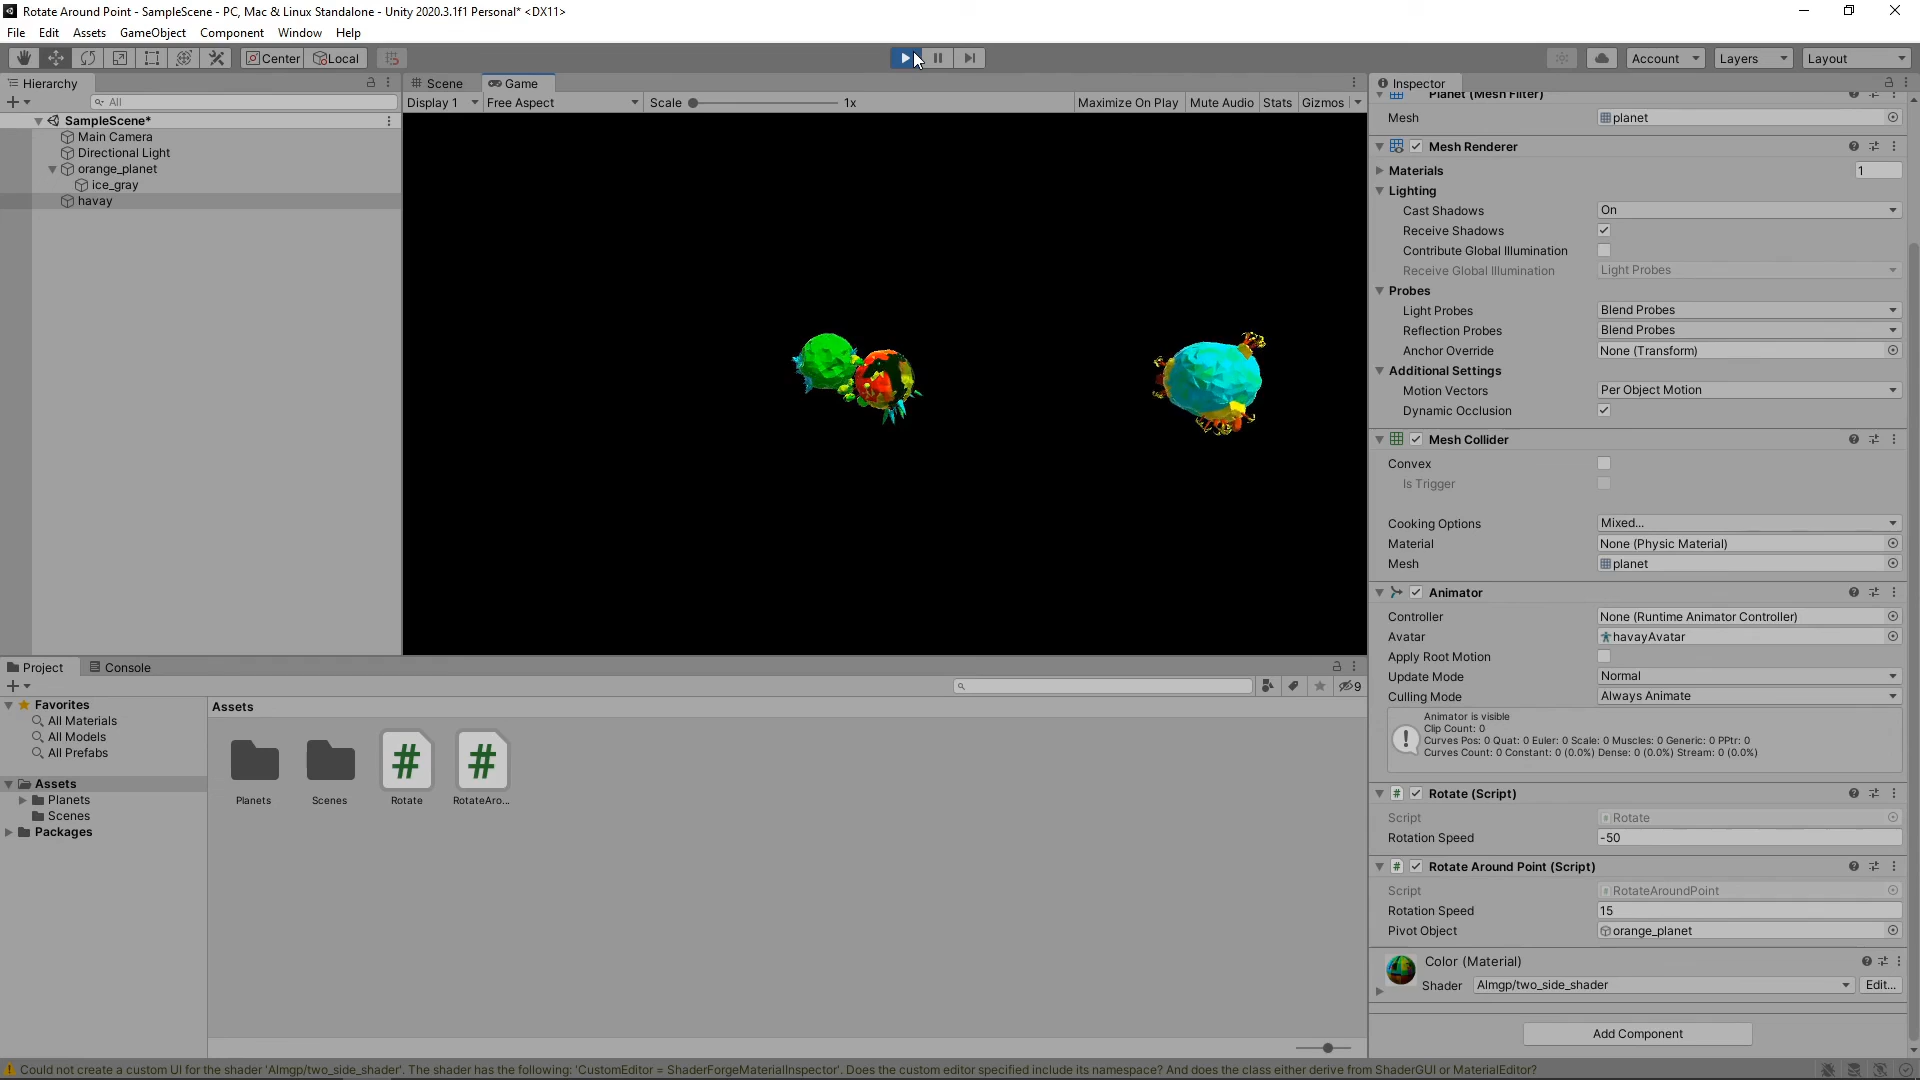 Rotate Around Point - SampleScene - PC, Mac & Linux Standalone - Unity 2020.3.1f1 Personal* <DX11>
File Edit Assets GameObject Component Window Help
Center Local
Account Layers Layout
Hierarchy
All
SampleScene*
Main Camera
Directional Light
orange_planet
ice_gray
havay
Scene Game
Display 1 Free Aspect Scale 1x Maximize On Play Mute Audio Stats Gizmos
Inspector
Planet (Mesh Filter)
Mesh planet
Mesh Renderer
Materials 1
Lighting
Cast Shadows On
Receive Shadows
Contribute Global Illumination
Receive Global Illumination Light Probes
Probes
Light Probes Blend Probes
Reflection Probes Blend Probes
Anchor Override None (Transform)
Additional Settings
Motion Vectors Per Object Motion
Dynamic Occlusion
Mesh Collider
Convex
Is Trigger
Cooking Options Mixed...
Material None (Physic Material)
Mesh planet
Animator
Controller None (Runtime Animator Controller)
Avatar havayAvatar
Apply Root Motion
Update Mode Normal
Culling Mode Always Animate
Animator is visible
Clip Count: 0
Curves Pos: 0 Quat: 0 Euler: 0 Scale: 0 Muscles: 0 Generic: 0 PPtr: 0
Curves Count: 0 Constant: 0 (0.0%) Dense: 0 (0.0%) Stream: 0 (0.0%)
Rotate (Script)
Script Rotate
Rotation Speed -50
Rotate Around Point (Script)
Script RotateAroundPoint
Rotation Speed 15
Pivot Object orange_planet
Color (Material)
Shader Almgp/two_side_shader Edit...
Add Component
Project Console
9
Favorites
All Materials
All Models
All Prefabs
Assets
Planets
Scenes
Packages
Assets
Planets Scenes Rotate RotateAro...
Could not create a custom UI for the shader 'Almgp/two_side_shader'. The shader has the following: 'CustomEditor = ShaderForgeMaterialInspector'. Does the custom editor specified include its namespace? And does the class either derive from ShaderGUI or MaterialEditor?